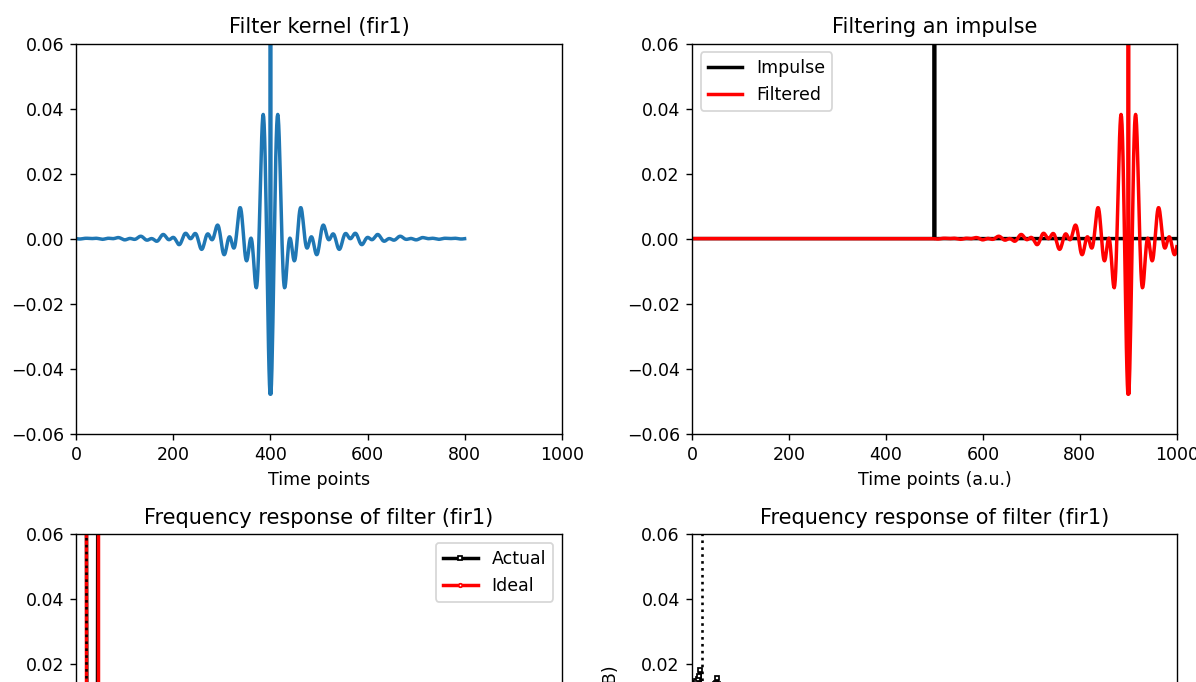 Filter kernel (fir1)
0.06
0.04
0.02
0.00
−0.02
−0.04
−0.06
0 200 400 600 800 1000
Time points
Filtering an impulse
Impulse
Filtered
0.06
0.04
0.02
0.00
−0.02
−0.04
−0.06
0 200 400 600 800 1000
Time points (a.u.)
Frequency response of filter (fir1)
Actual
Ideal
0.06
0.04
0.02
Frequency response of filter (fir1)
0.06
0.04
0.02
B)